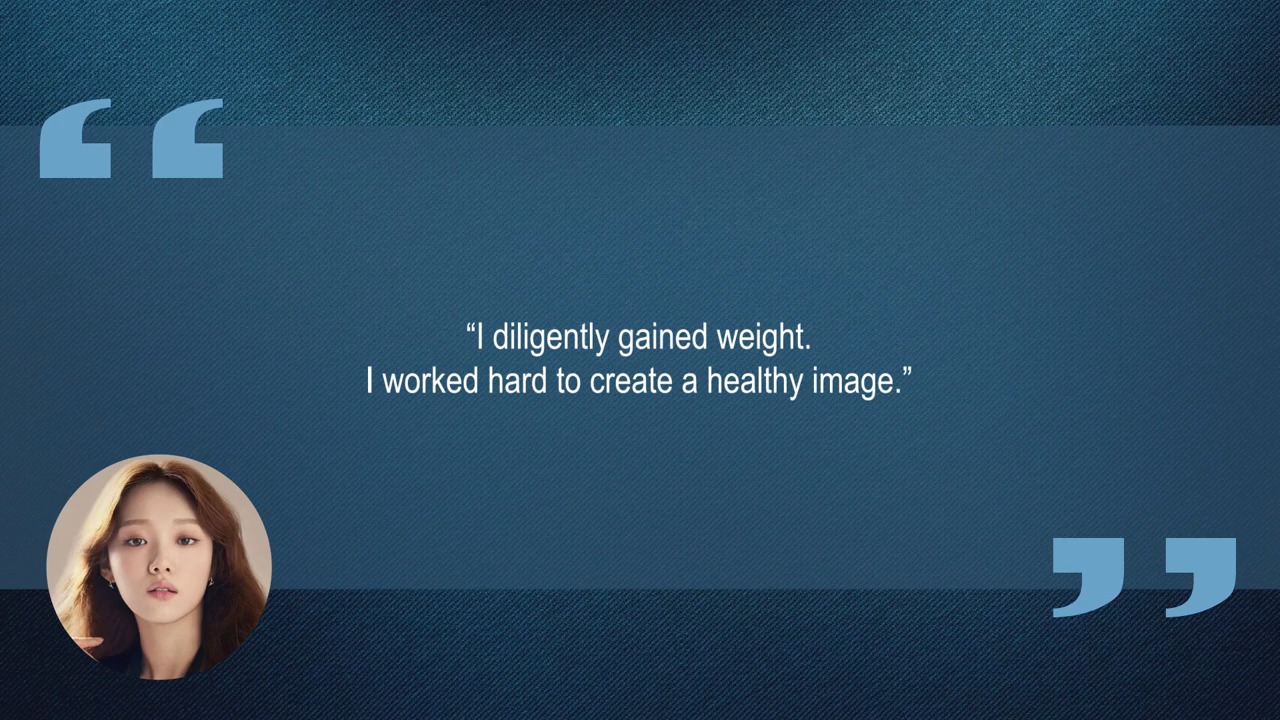 “I diligently gained weight.
I worked hard to create a healthy image.”